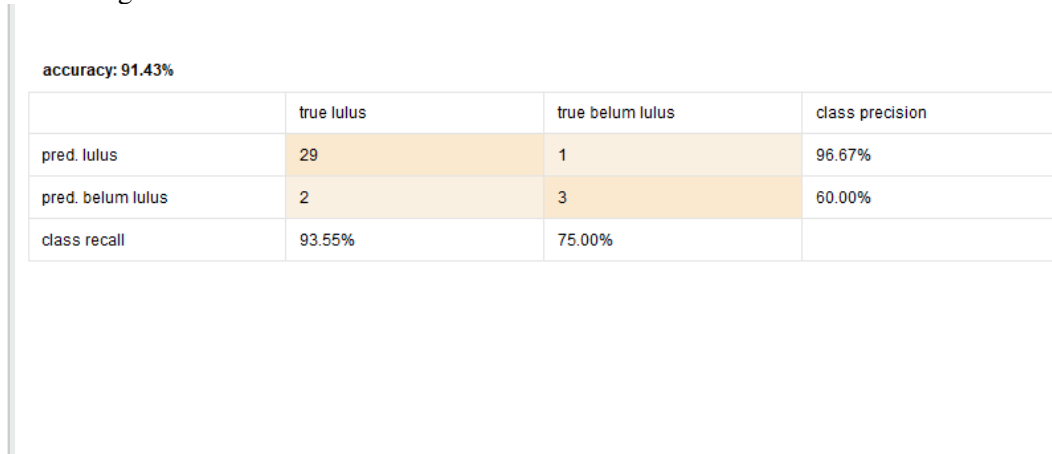 accuracy: 91.43%
true lulus true belum lulus class precision
pred. lulus 29 1 96.67%
pred. belum lulus 2 3 60.00%
class recall 93.55% 75.00%